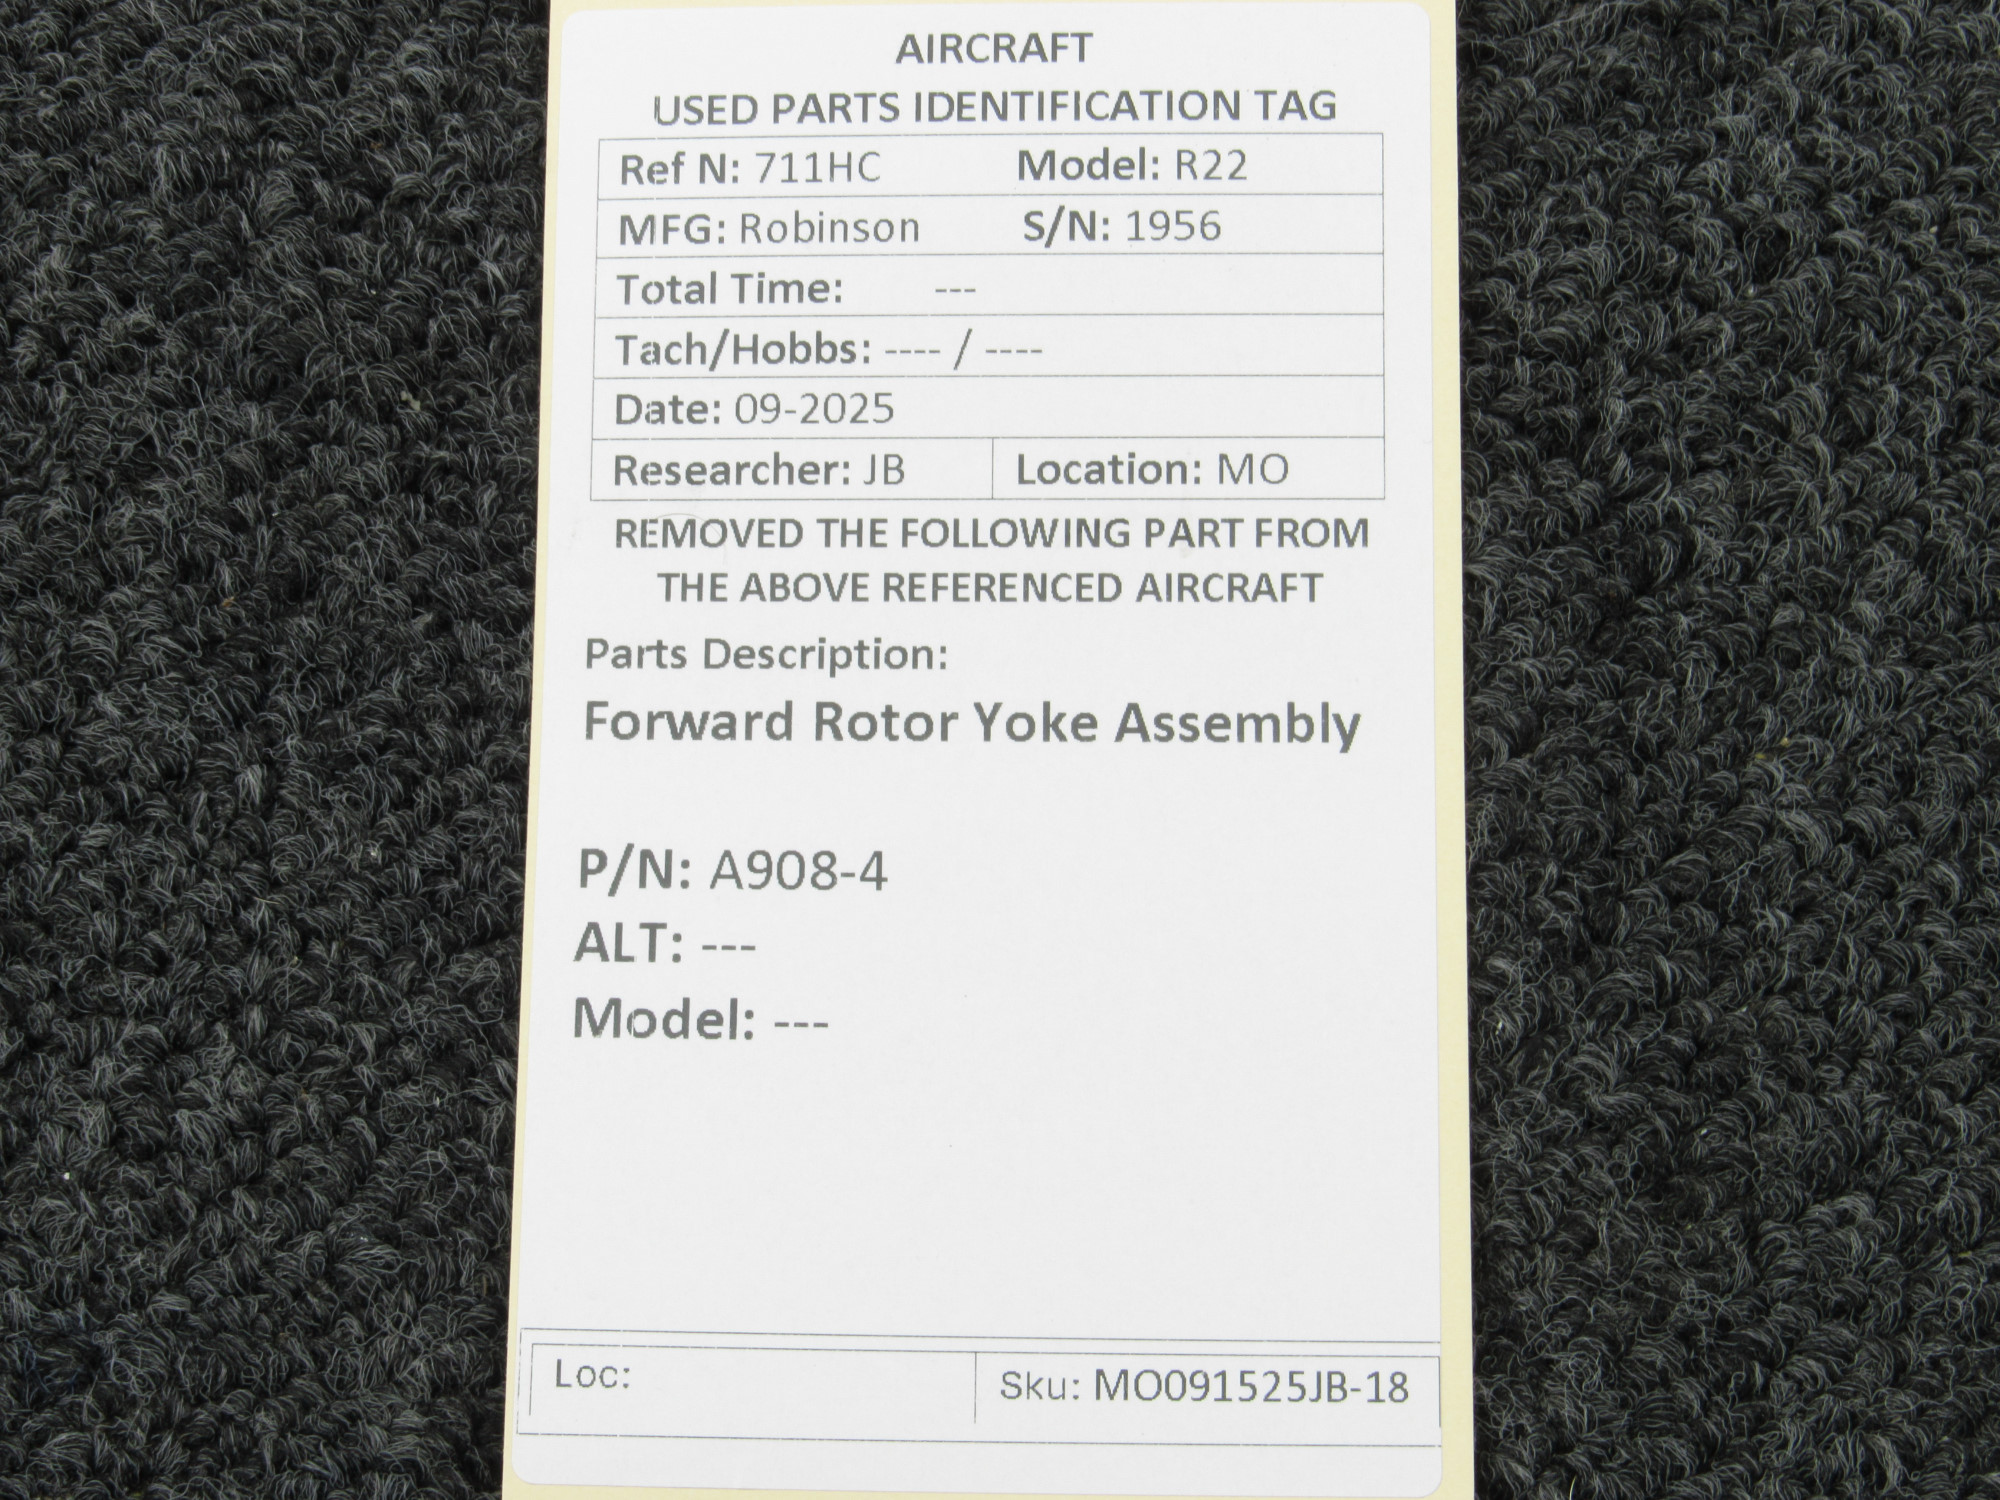 AIRCRAFT
USED PARTS IDENTIFICATION TAG
Ref N: 711HC Model: R22
MFG: Robinson S/N: 1956
Total Time: ---
Tach/Hobbs: ---- / ----
Date: 09-2025
Researcher: JB Location: MO
REMOVED THE FOLLOWING PART FROM
THE ABOVE REFERENCED AIRCRAFT
Parts Description:
Forward Rotor Yoke Assembly
P/N: A908-4
ALT: ---
Model: ---
Loc: Sku: MO091525JB-18